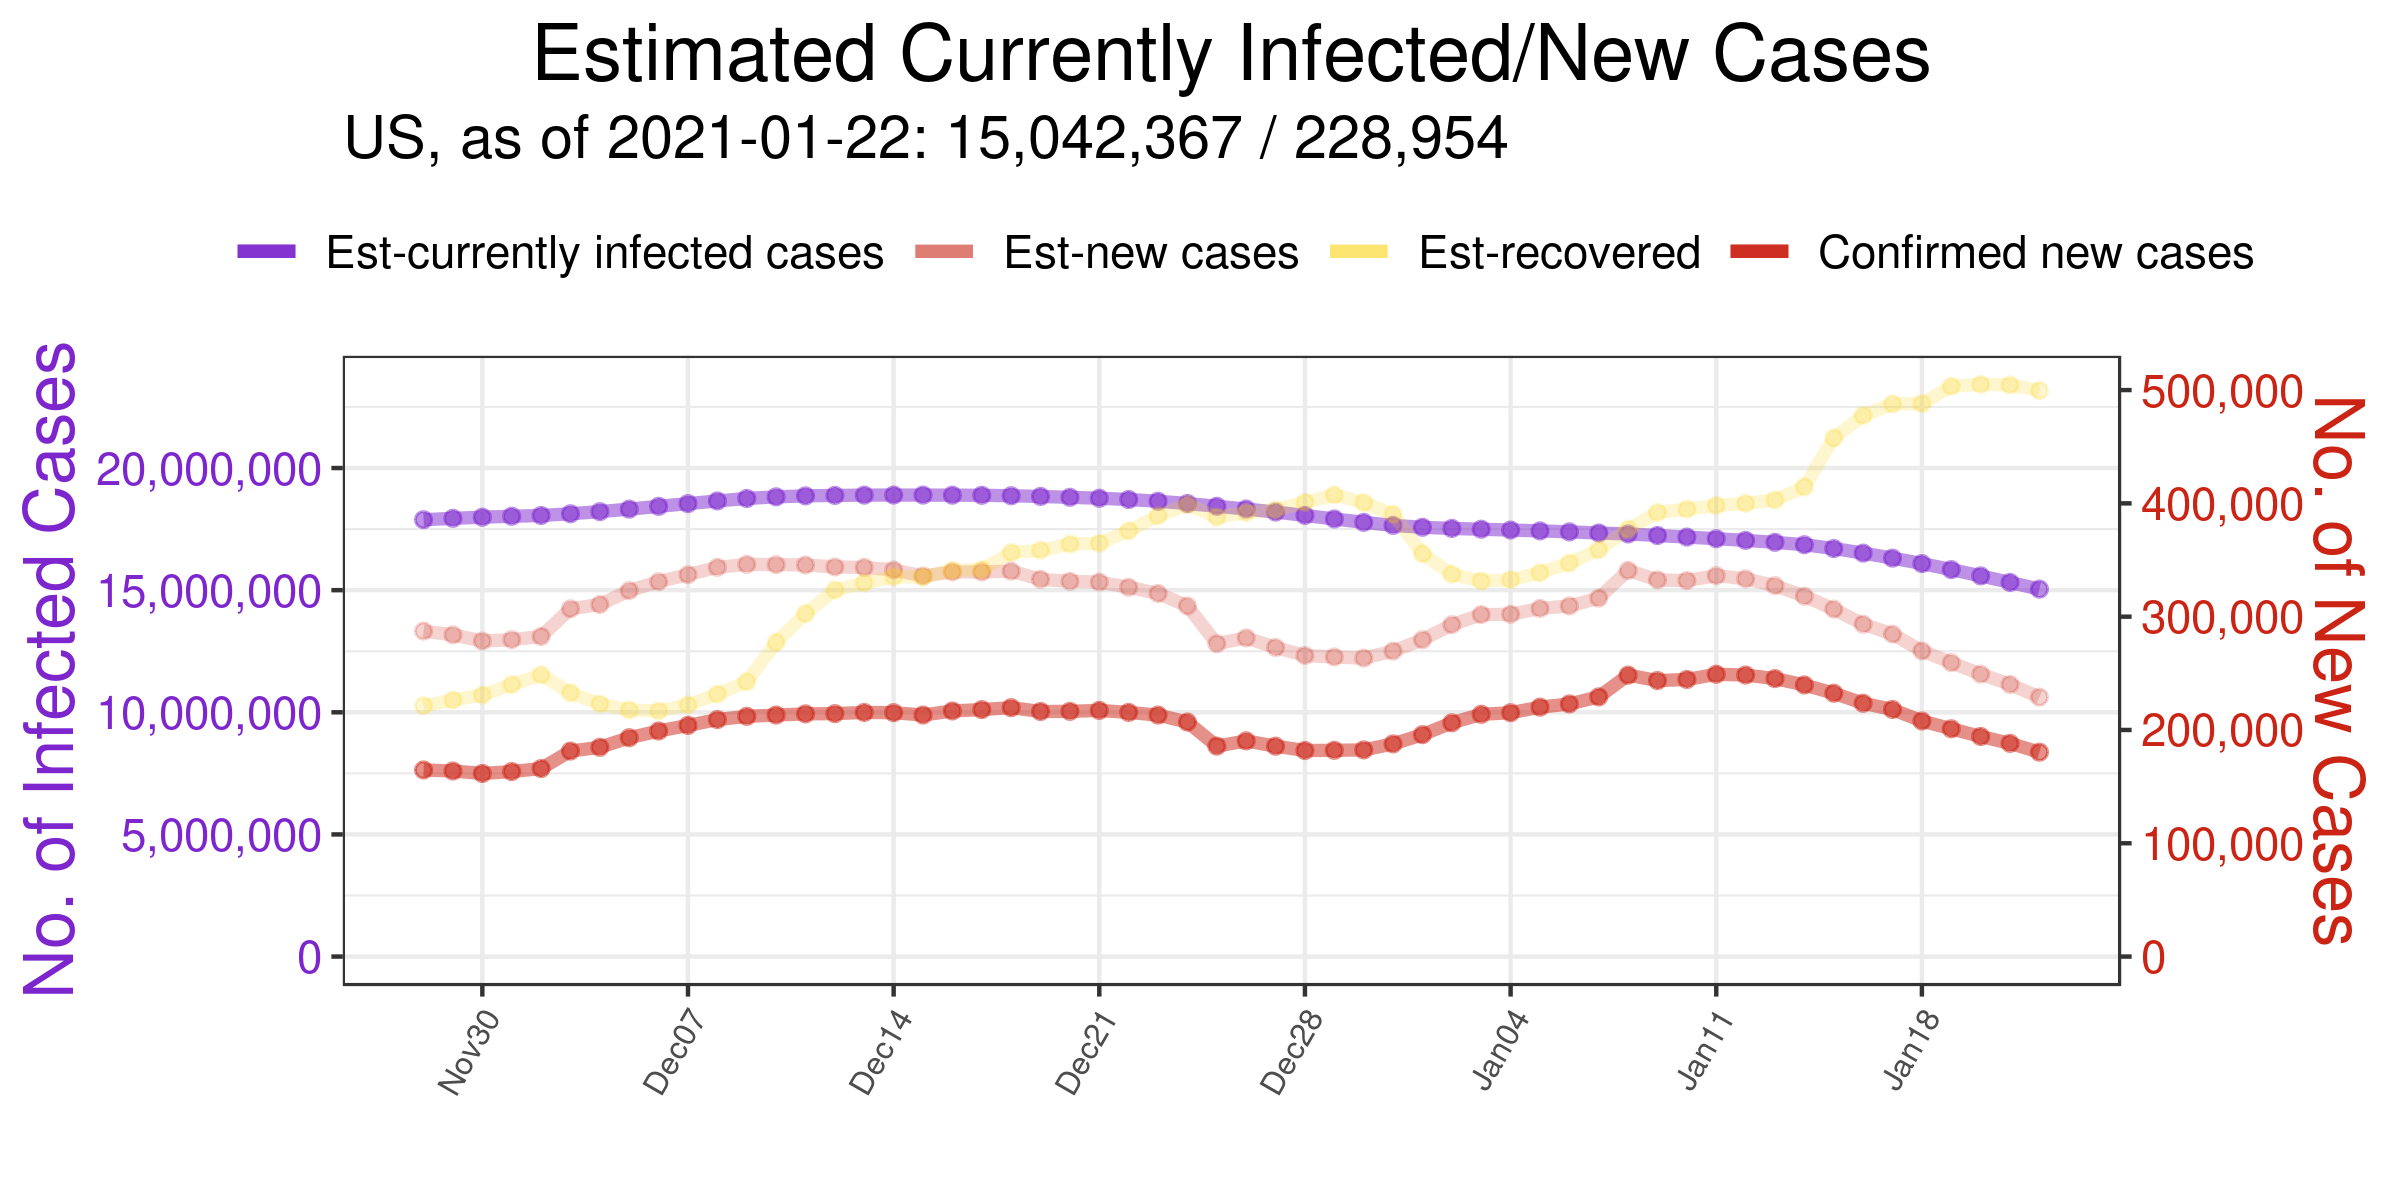 Estimated Currently Infected/New Cases
US, as of 2021-01-22: 15,042,367 / 228,954
Est-currently infected cases
Est-new cases
Est-recovered
Confirmed new cases
No. of Infected Cases
20,000,000
15,000,000
10,000,000
5,000,000
0
500,000
400,000
300,000
200,000
100,000
0
No. of New Cases
Nov30
Dec07
Dec14
Dec21
Dec28
Jan04
Jan11
Jan18